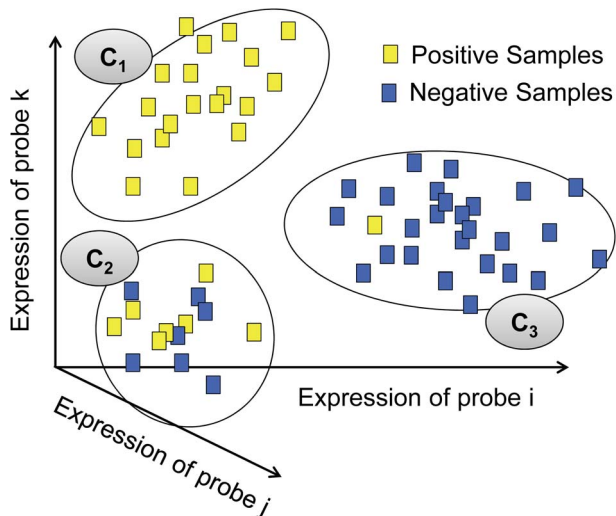 C1
Positive Samples
Negative Samples
Expression of probe k
C2
C3
Expression of probe i
Expression of probe j